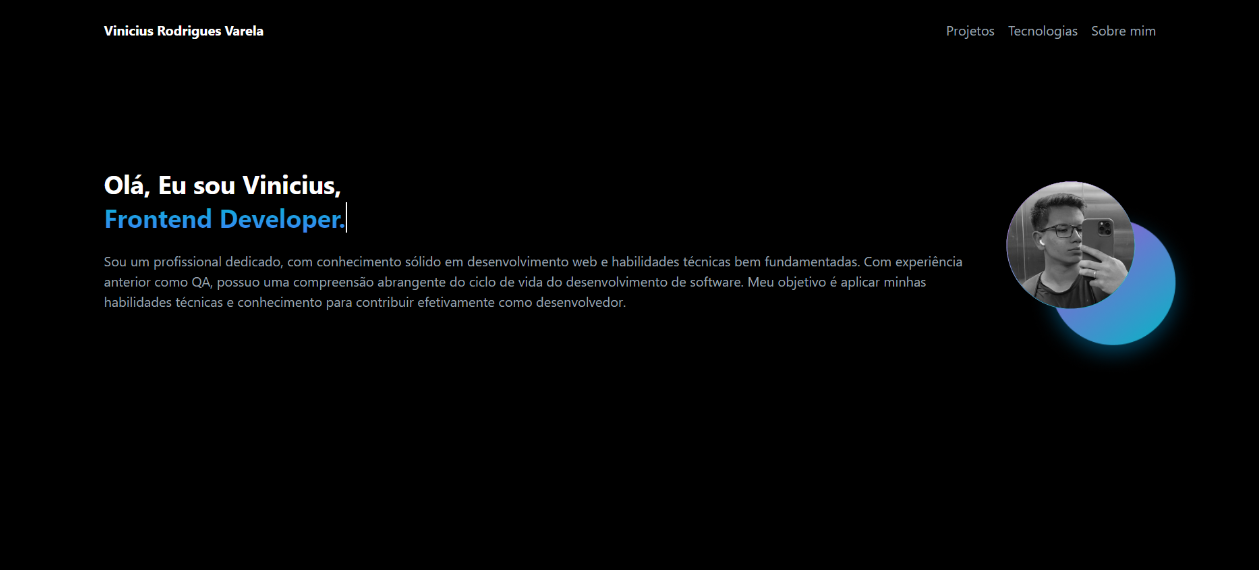 Vinicius Rodrigues Varela
Projetos Tecnologias Sobre mim
Olá, Eu sou Vinicius,
Frontend Developer.
Sou um profissional dedicado, com conhecimento sólido em desenvolvimento web e habilidades técnicas bem fundamentadas. Com experiência
anterior como QA, possuo uma compreensão abrangente do ciclo de vida do desenvolvimento de software. Meu objetivo é aplicar minhas
habilidades técnicas e conhecimento para contribuir efetivamente como desenvolvedor.